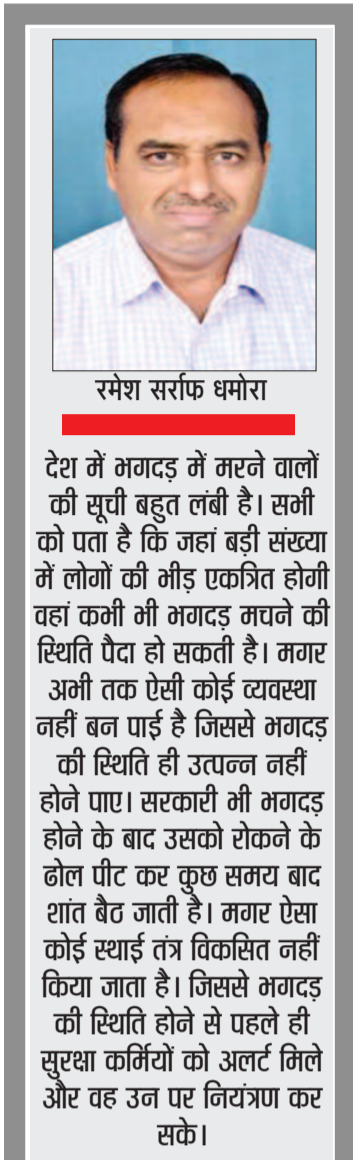 रमेश सर्राफ धमोरा
देश में भगदड़ में मरने वालों
की सूची बहुत लंबी है। सभी
को पता है कि जहां बड़ी संख्या
में लोगों की भीड़ एकत्रित होगी
वहां कभी भी भगदड़ मचने की
स्थिति पैदा हो सकती है। मगर
अभी तक ऐसी कोई व्यवस्था
नहीं बन पाई है जिससे भगदड़
की स्थिति ही उत्पन्न नहीं
होने पाए। सरकारी भी भगदड़
होने के बाद उसको रोकने के
ढोल पीट कर कुछ समय बाद
शांत बैठ जाती है। मगर ऐसा
कोई स्थाई तंत्र विकसित नहीं
किया जाता है। जिससे भगदड़
की स्थिति होने से पहले ही
सुरक्षा कर्मियों को अलर्ट मिले
और वह उन पर नियंत्रण कर
सके।